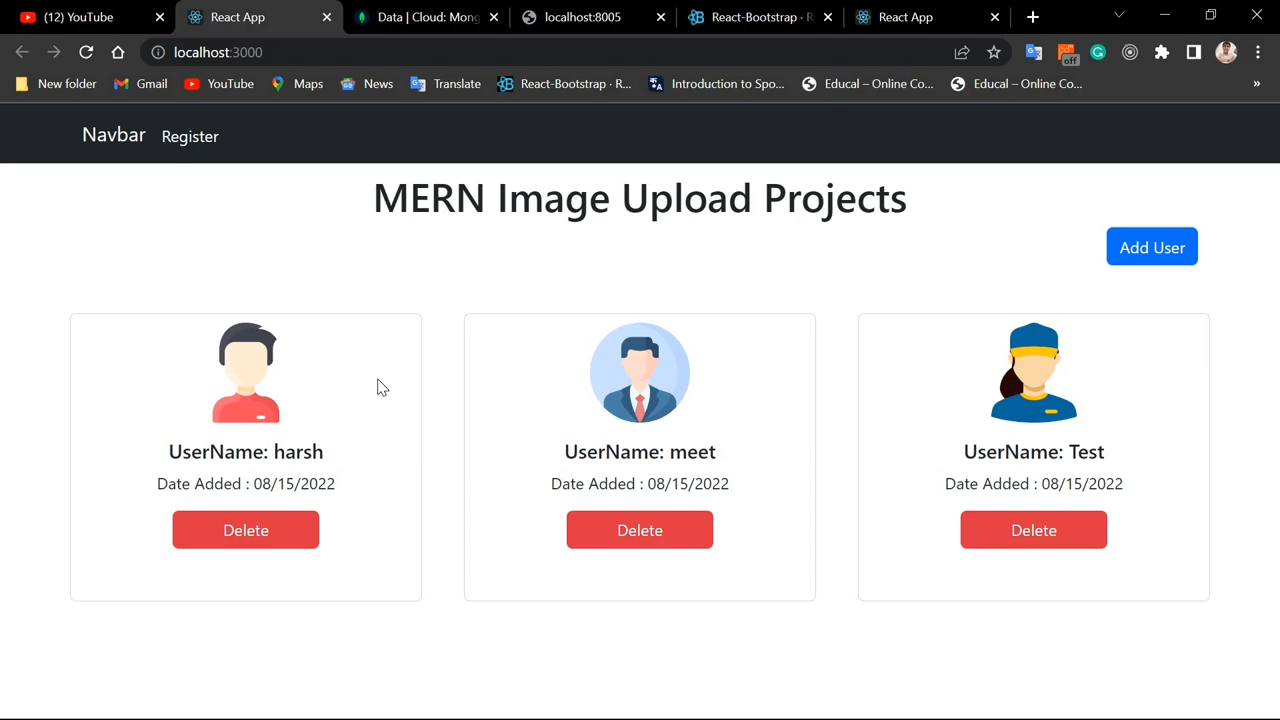 (12) YouTube
React App
Data | Cloud: Mong
localhost:8005
React-Bootstrap · R
React App
localhost:3000
off
New folder
Gmail
YouTube
Maps
News
Translate
React-Bootstrap · R...
Introduction to Spo...
Educal – Online Co...
Educal – Online Co...
Navbar
Register
MERN Image Upload Projects
Add User
UserName: harsh
Date Added : 08/15/2022
Delete
UserName: meet
Date Added : 08/15/2022
Delete
UserName: Test
Date Added : 08/15/2022
Delete